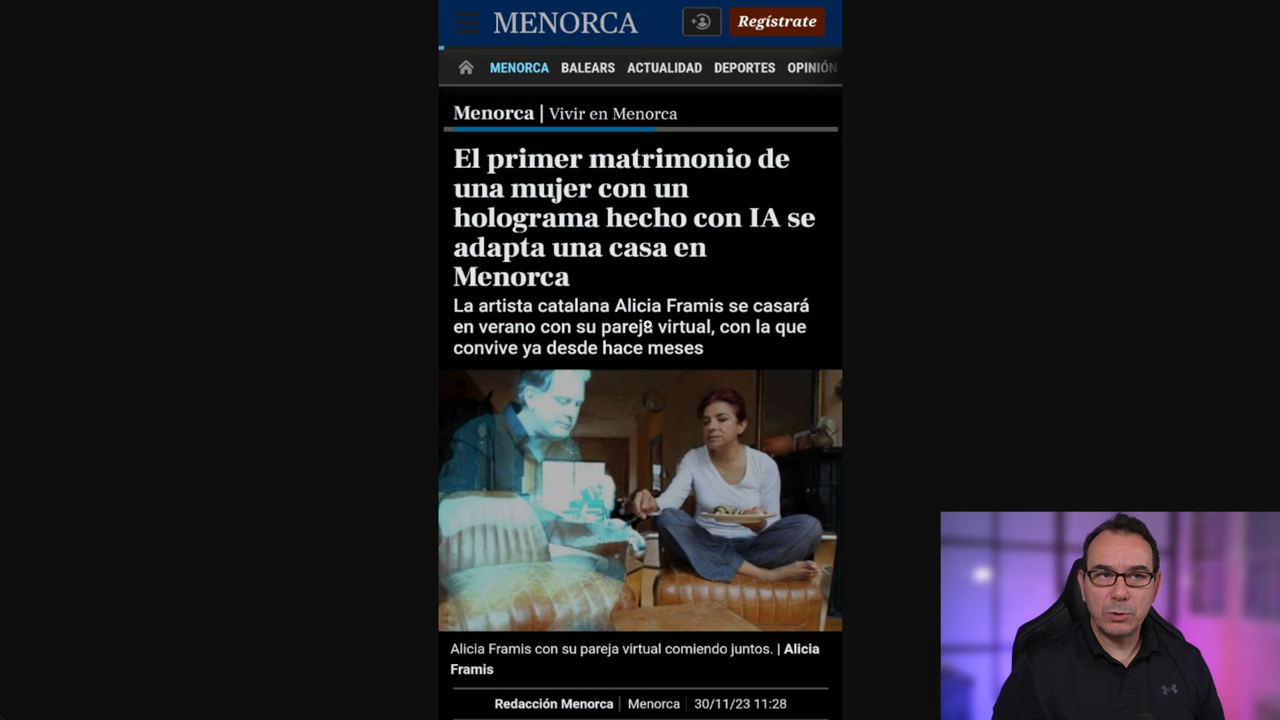 MENORCA
Regístrate
MENORCA BALEARS ACTUALIDAD DEPORTES OPINIÓN
Menorca | Vivir en Menorca
El primer matrimonio de
una mujer con un
holograma hecho con IA se
adapta una casa en
Menorca
La artista catalana Alicia Framis se casará
en verano con su pareja virtual, con la que
convive ya desde hace meses
Alicia Framis con su pareja virtual comiendo juntos. | Alicia
Framis
Redacción Menorca | Menorca | 30/11/23 11:28